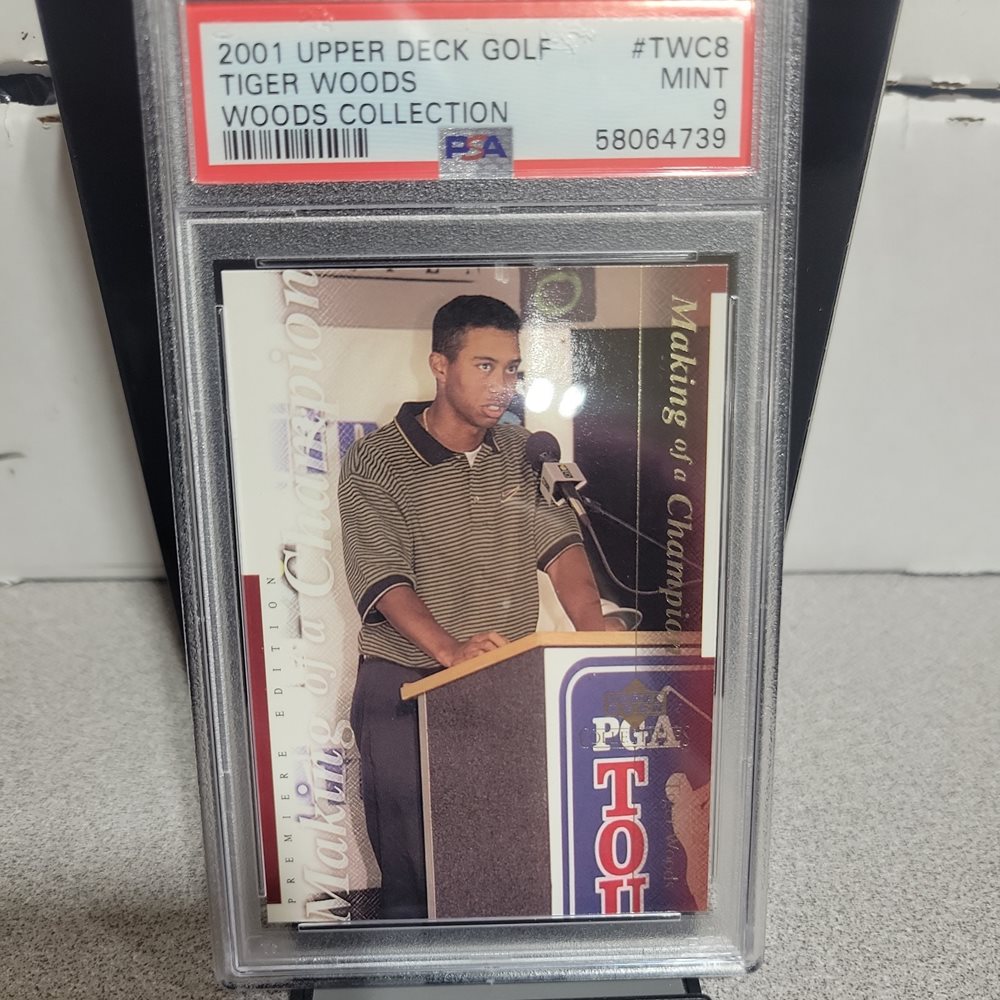 2001 UPPER DECK GOLF #TWC8
TIGER WOODS MINT
WOODS COLLECTION 9
PSA 58064739
Making of a Champion
Making of a Champion
PREMIERE EDITION
PGA
TOU
Woods